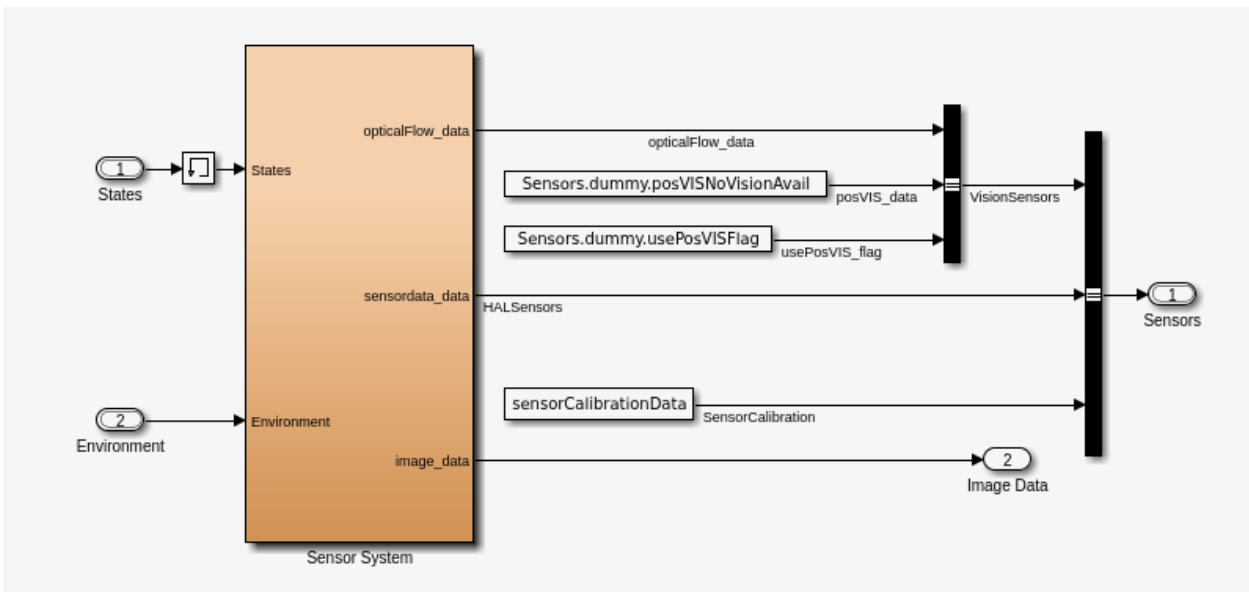 opticalFlow_data
opticalFlow_data
1
States
States
Sensors.dummy.posVISNoVisionAvail
posVIS_data
VisionSensors
Sensors.dummy.usePosVISFlag
usePosVIS_flag
sensordata_data
HALSensors
1
Sensors
sensorCalibrationData
SensorCalibration
2
Environment
Environment
image_data
2
Image Data
Sensor System